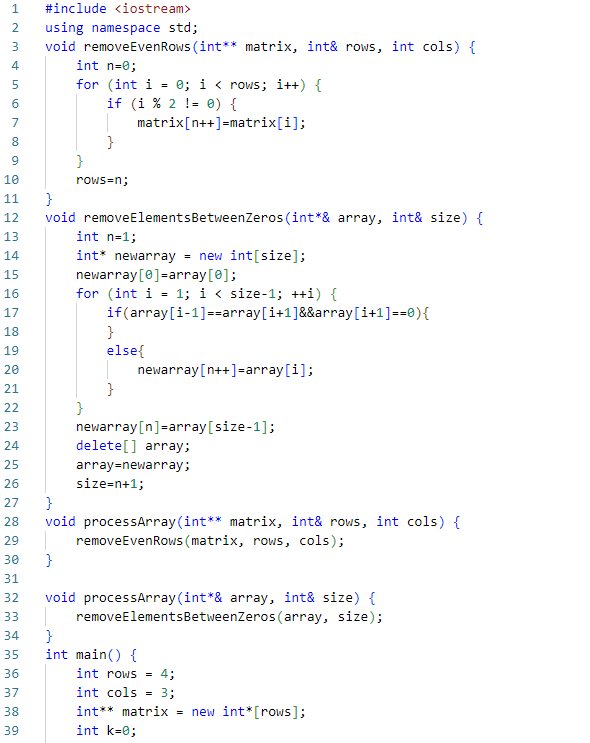 1 #include <iostream>
2 using namespace std;
3 void removeEvenRows(int** matrix, int& rows, int cols) {
4     int n=0;
5     for (int i = 0; i < rows; i++) {
6         if (i % 2 != 0) {
7             matrix[n++]=matrix[i];
8         }
9     }
10     rows=n;
11 }
12 void removeElementsBetweenZeros(int*& array, int& size) {
13     int n=1;
14     int* newarray = new int[size];
15     newarray[0]=array[0];
16     for (int i = 1; i < size-1; ++i) {
17         if(array[i-1]==array[i+1]&&array[i+1]==0){
18         }
19         else{
20             newarray[n++]=array[i];
21         }
22     }
23     newarray[n]=array[size-1];
24     delete[] array;
25     array=newarray;
26     size=n+1;
27 }
28 void processArray(int** matrix, int& rows, int cols) {
29     removeEvenRows(matrix, rows, cols);
30 }
31
32 void processArray(int*& array, int& size) {
33     removeElementsBetweenZeros(array, size);
34 }
35 int main() {
36     int rows = 4;
37     int cols = 3;
38     int** matrix = new int*[rows];
39     int k=0;